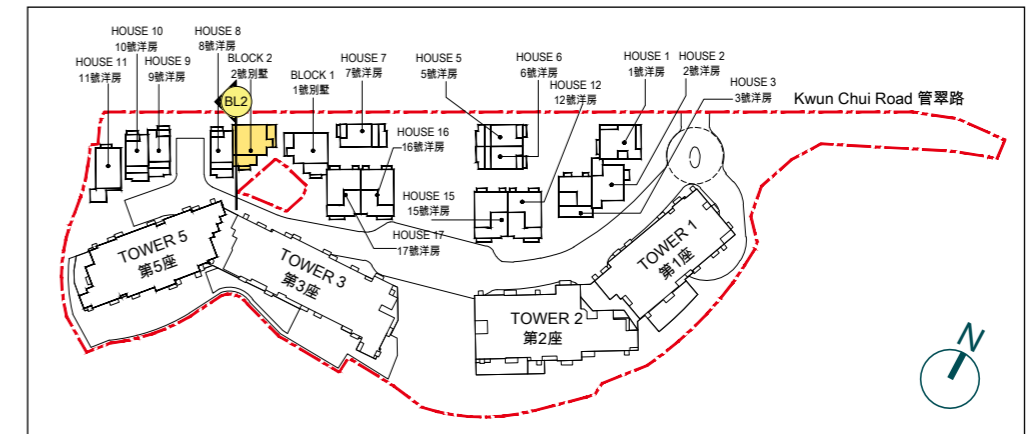 HOUSE 10
10號洋房
HOUSE 8
8號洋房
HOUSE 11
11號洋房
HOUSE 9
9號洋房
BLOCK 2
2號別墅
BLOCK 1
1號別墅
HOUSE 7
7號洋房
HOUSE 5
5號洋房
HOUSE 6
6號洋房
HOUSE 12
12號洋房
HOUSE 1
1號洋房
HOUSE 2
2號洋房
HOUSE 3
3號洋房
BL2
Kwun Chui Road 管翠路
HOUSE 16
16號洋房
HOUSE 15
15號洋房
HOUSE 17
17號洋房
TOWER 5
第5座
TOWER 3
第3座
TOWER 2
第2座
TOWER 1
第1座
N